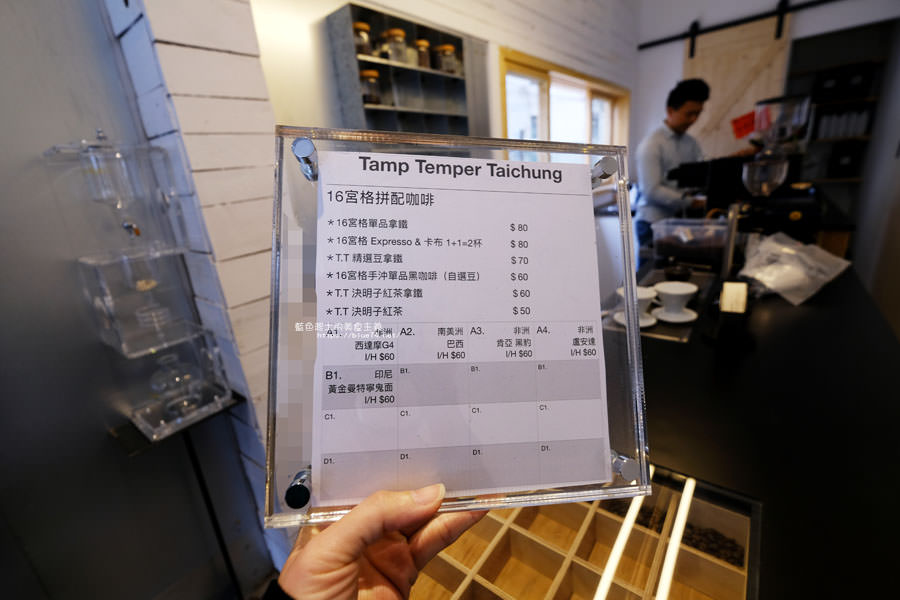 Tamp Temper Taichung
16宮格拼配咖啡
＊16宮格單品拿鐵 $ 80
＊16宮格 Expresso & 卡布 1+1=2杯 $ 80
＊T.T 精選豆拿鐵 $ 70
＊16宮格手沖單品黑咖啡（自選豆） $ 60
＊T.T 決明子紅茶拿鐵 $ 60
＊T.T 決明子紅茶 $ 50
A1. 非洲 A2. 南美洲 A3. 非洲 A4. 非洲
西達摩G4 巴西 肯亞 黑豹 盧安達
I/H $60 I/H $60 I/H $60 I/H $60
B1. 印尼 B1. B1. B1.
黃金曼特寧鬼面
I/H $60
C1. C1. C1. C1.
D1. D1. D1. D1.